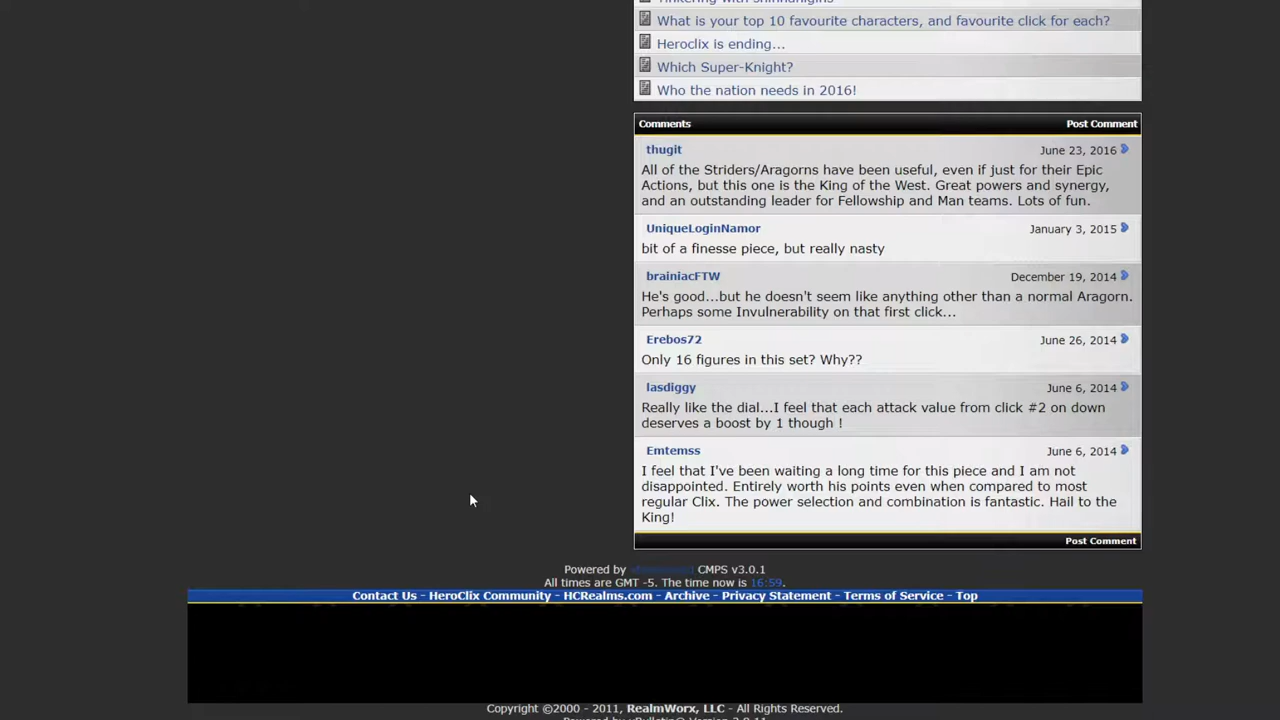 What is your top 10 favourite characters, and favourite click for each?
Heroclix is ending...
Which Super-Knight?
Who the nation needs in 2016!
Comments Post Comment
thugit June 23, 2016
All of the Striders/Aragorns have been useful, even if just for their Epic
Actions, but this one is the King of the West. Great powers and synergy,
and an outstanding leader for Fellowship and Man teams. Lots of fun.
UniqueLoginNamor January 3, 2015
bit of a finesse piece, but really nasty
brainiacFTW December 19, 2014
He's good...but he doesn't seem like anything other than a normal Aragorn.
Perhaps some Invulnerability on that first click...
Erebos72 June 26, 2014
Only 16 figures in this set? Why??
lasdiggy June 6, 2014
Really like the dial...I feel that each attack value from click #2 on down
deserves a boost by 1 though !
Emtemss June 6, 2014
I feel that I've been waiting a long time for this piece and I am not
disappointed. Entirely worth his points even when compared to most
regular Clix. The power selection and combination is fantastic. Hail to the
King!
Post Comment
Powered by CMPS v3.0.1
All times are GMT -5. The time now is 16:59.
Contact Us - HeroClix Community - HCRealms.com - Archive - Privacy Statement - Terms of Service - Top
Copyright ©2000 - 2011, RealmWorx, LLC - All Rights Reserved.